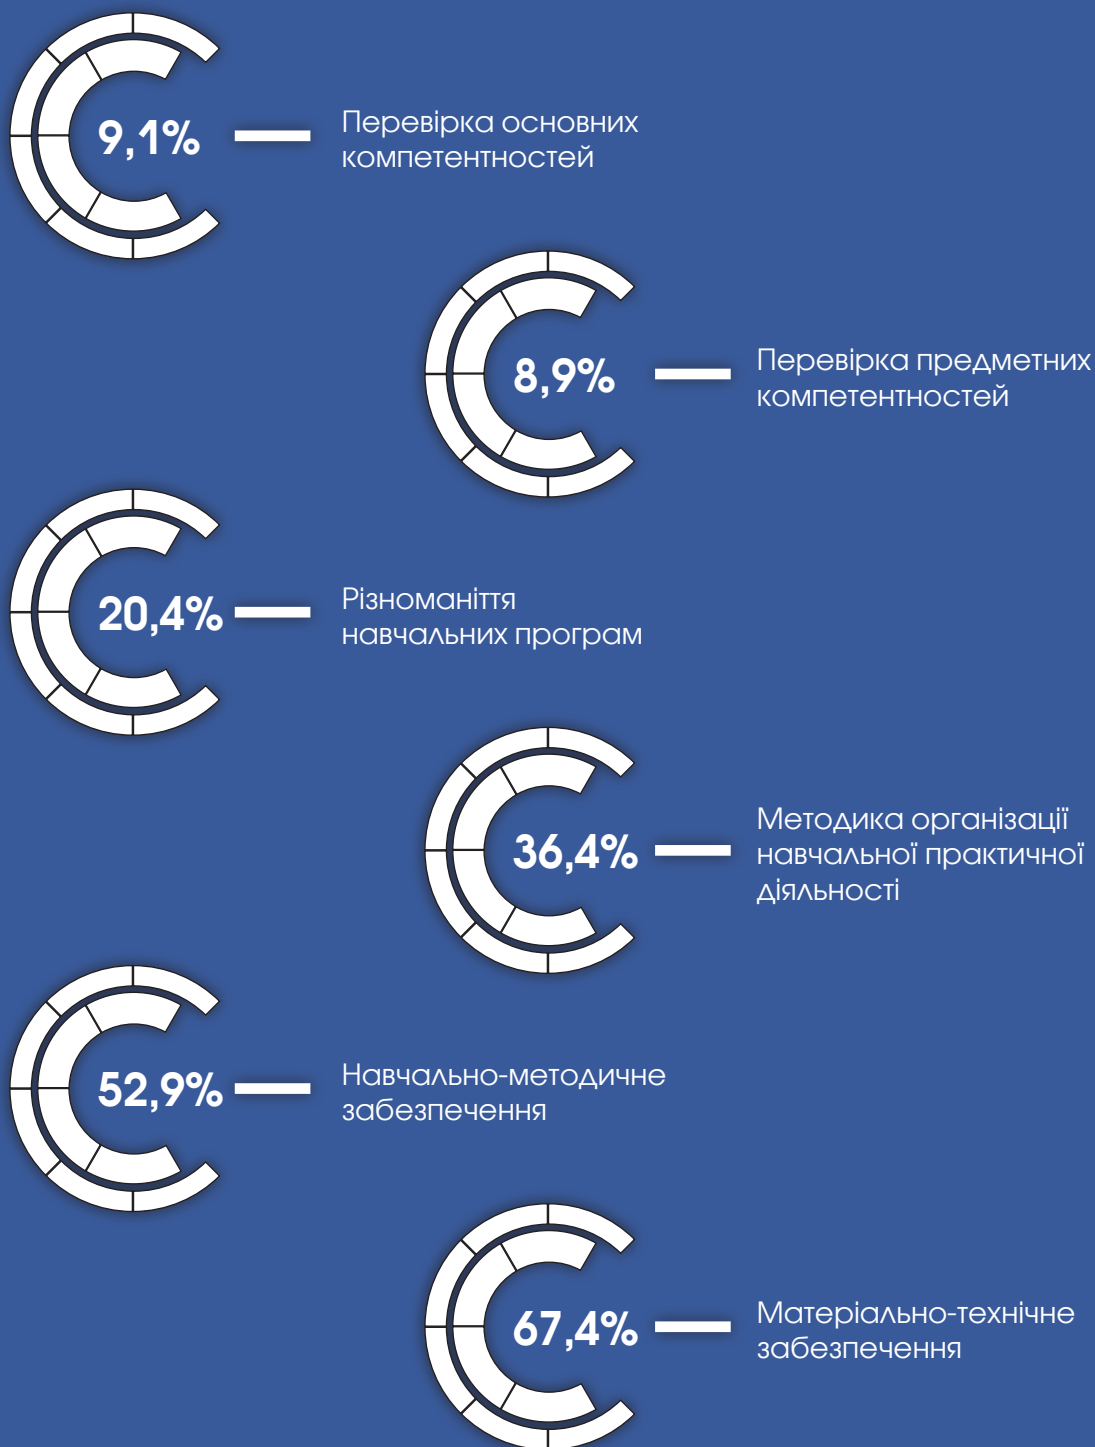 9,1%
Перевірка основних
компетентностей
8,9%
Перевірка предметних
компетентностей
20,4%
Різноманіття
навчальних програм
36,4%
Методика організації
навчальної практичної
діяльності
52,9%
Навчально-методичне
забезпечення
67,4%
Матеріально-технічне
забезпечення